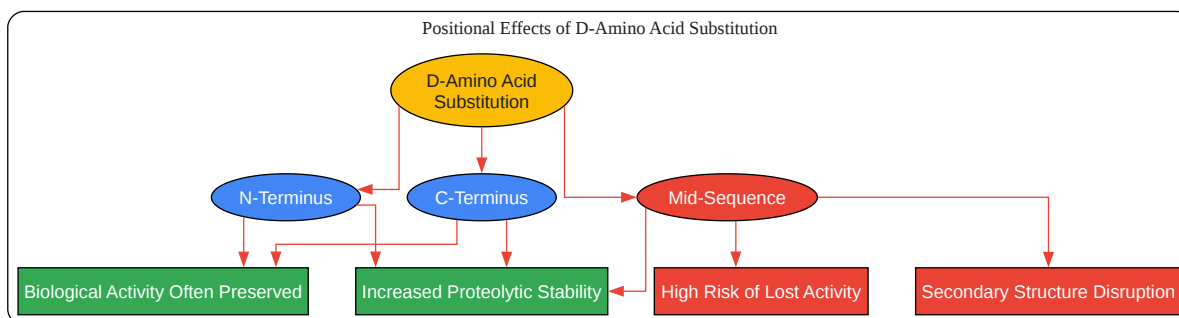 Positional Effects of D-Amino Acid Substitution
D-Amino Acid
Substitution
N-Terminus
C-Terminus
Mid-Sequence
Biological Activity Often Preserved
Increased Proteolytic Stability
High Risk of Lost Activity
Secondary Structure Disruption